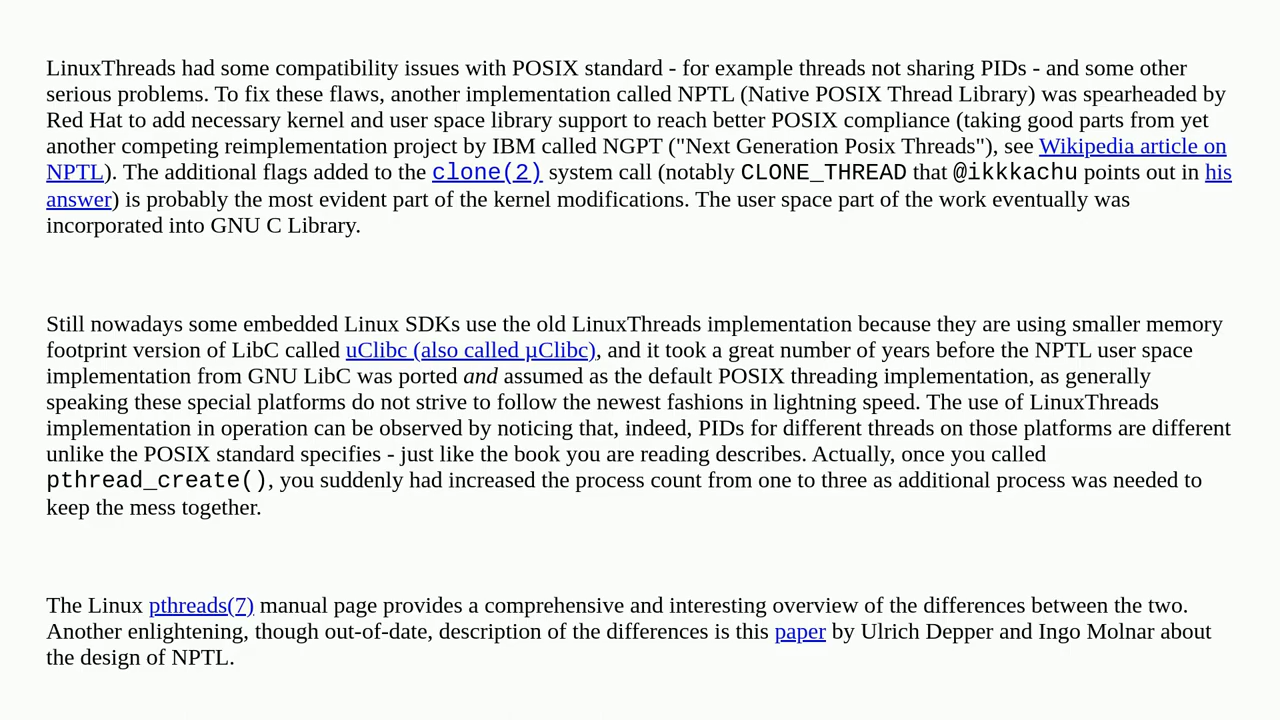 LinuxThreads had some compatibility issues with POSIX standard - for example threads not sharing PIDs - and some other
serious problems. To fix these flaws, another implementation called NPTL (Native POSIX Thread Library) was spearheaded by
Red Hat to add necessary kernel and user space library support to reach better POSIX compliance (taking good parts from yet
another competing reimplementation project by IBM called NGPT ("Next Generation Posix Threads"), see Wikipedia article on
NPTL). The additional flags added to the clone(2) system call (notably CLONE_THREAD that @ikkkachu points out in his
answer) is probably the most evident part of the kernel modifications. The user space part of the work eventually was
incorporated into GNU C Library.
Still nowadays some embedded Linux SDKs use the old LinuxThreads implementation because they are using smaller memory
footprint version of LibC called uClibc (also called µClibc), and it took a great number of years before the NPTL user space
implementation from GNU LibC was ported and assumed as the default POSIX threading implementation, as generally
speaking these special platforms do not strive to follow the newest fashions in lightning speed. The use of LinuxThreads
implementation in operation can be observed by noticing that, indeed, PIDs for different threads on those platforms are different
unlike the POSIX standard specifies - just like the book you are reading describes. Actually, once you called
pthread_create(), you suddenly had increased the process count from one to three as additional process was needed to
keep the mess together.
The Linux pthreads(7) manual page provides a comprehensive and interesting overview of the differences between the two.
Another enlightening, though out-of-date, description of the differences is this paper by Ulrich Depper and Ingo Molnar about
the design of NPTL.